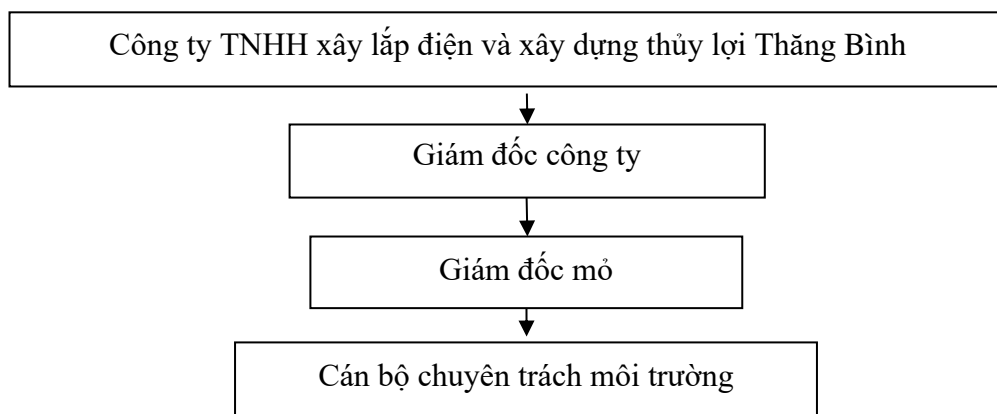 Công ty TNHH xây lắp điện và xây dựng thủy lợi Thăng Bình
Giám đốc công ty
Giám đốc mỏ
Cán bộ chuyên trách môi trường